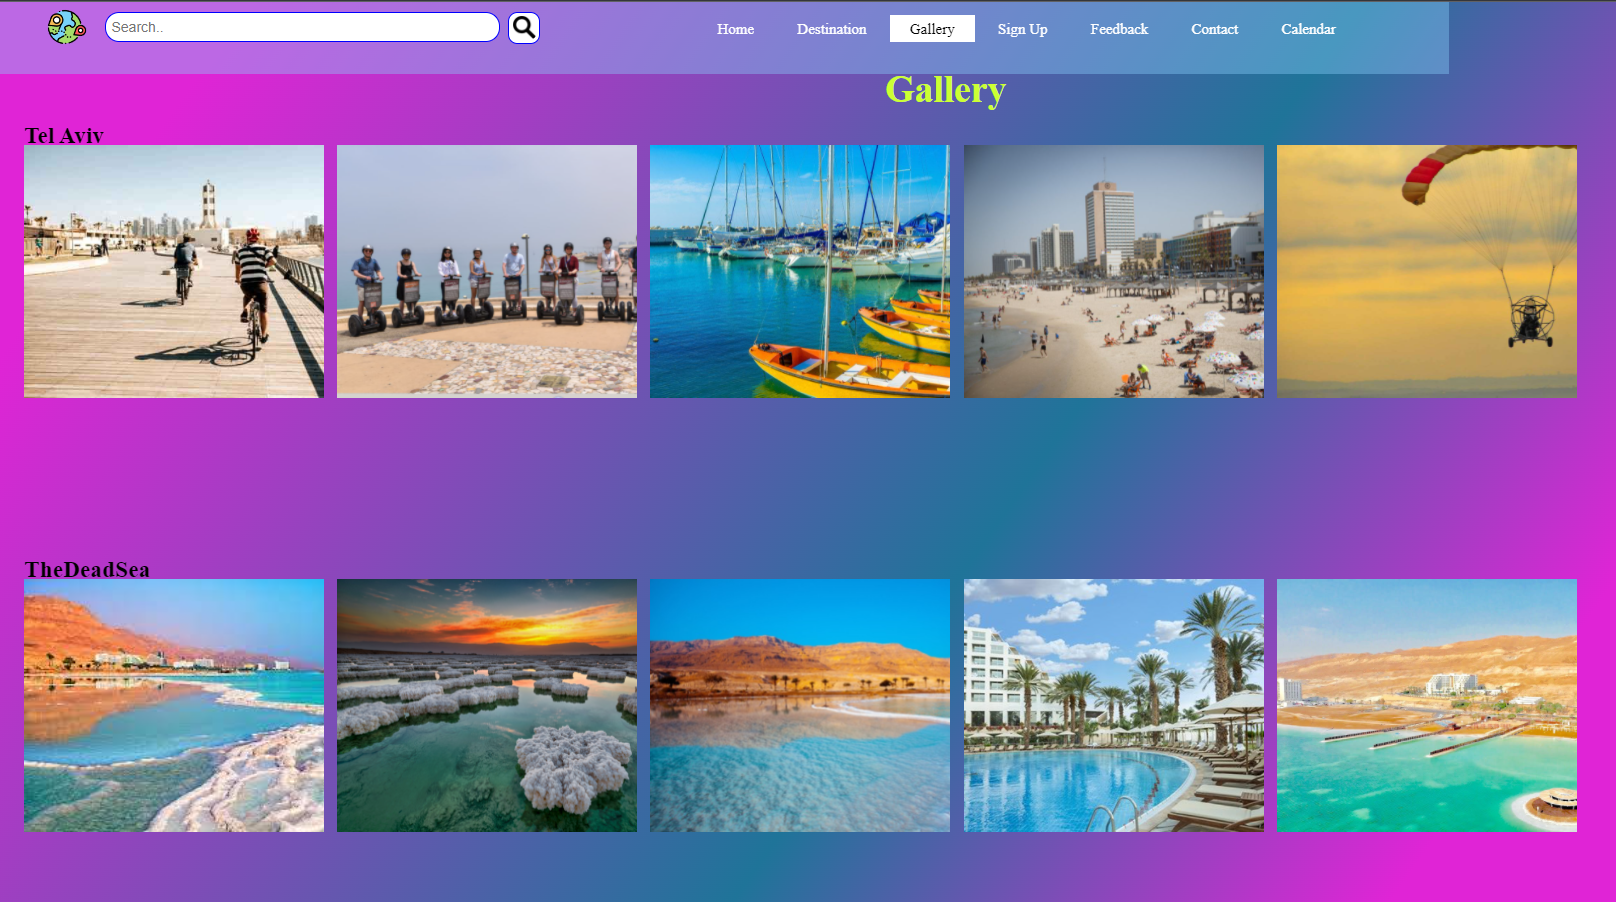 Search..
Home Destination Gallery Sign Up Feedback Contact Calendar
Gallery
Tel Aviv
TheDeadSea